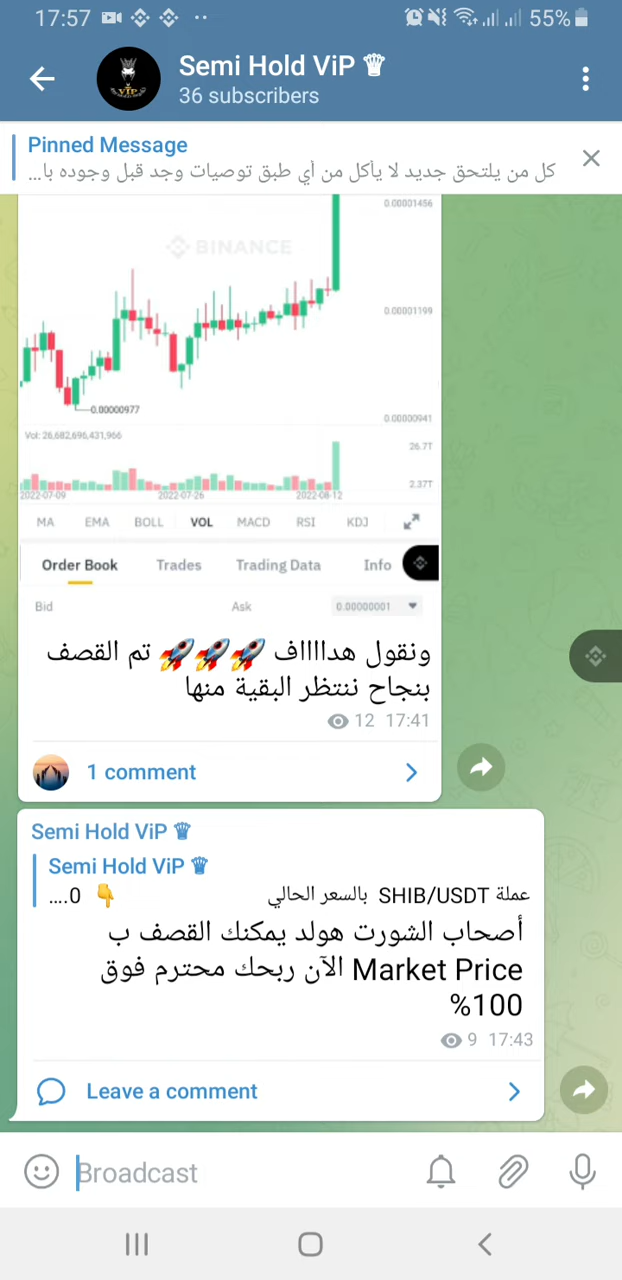 17:57
55%
Semi Hold ViP ♛
36 subscribers
Pinned Message
كل من يلتحق جديد لا يأكل من أي طبق توصيات وجد قبل وجوده با...
0.00001456
BINANCE
0.00001199
0.00000977
0.00000941
Vol: 26,682,696,431,966
26.7T
2.37T
2022-07-09 2022-07-26 2022-08-12
MA EMA BOLL VOL MACD RSI KDJ
Order Book Trades Trading Data Info
Bid Ask 0.00000001
ونقول هدااااف 🚀🚀🚀 تم القصف
بنجاح ننتظر البقية منها
12 17:41
1 comment
Semi Hold ViP ♛
Semi Hold ViP ♛
عملة SHIB/USDT بالسعر الحالي 👇 0....
أصحاب الشورت هولد يمكنك القصف ب
Market Price الآن ربحك محترم فوق
100%
9 17:43
Leave a comment
Broadcast